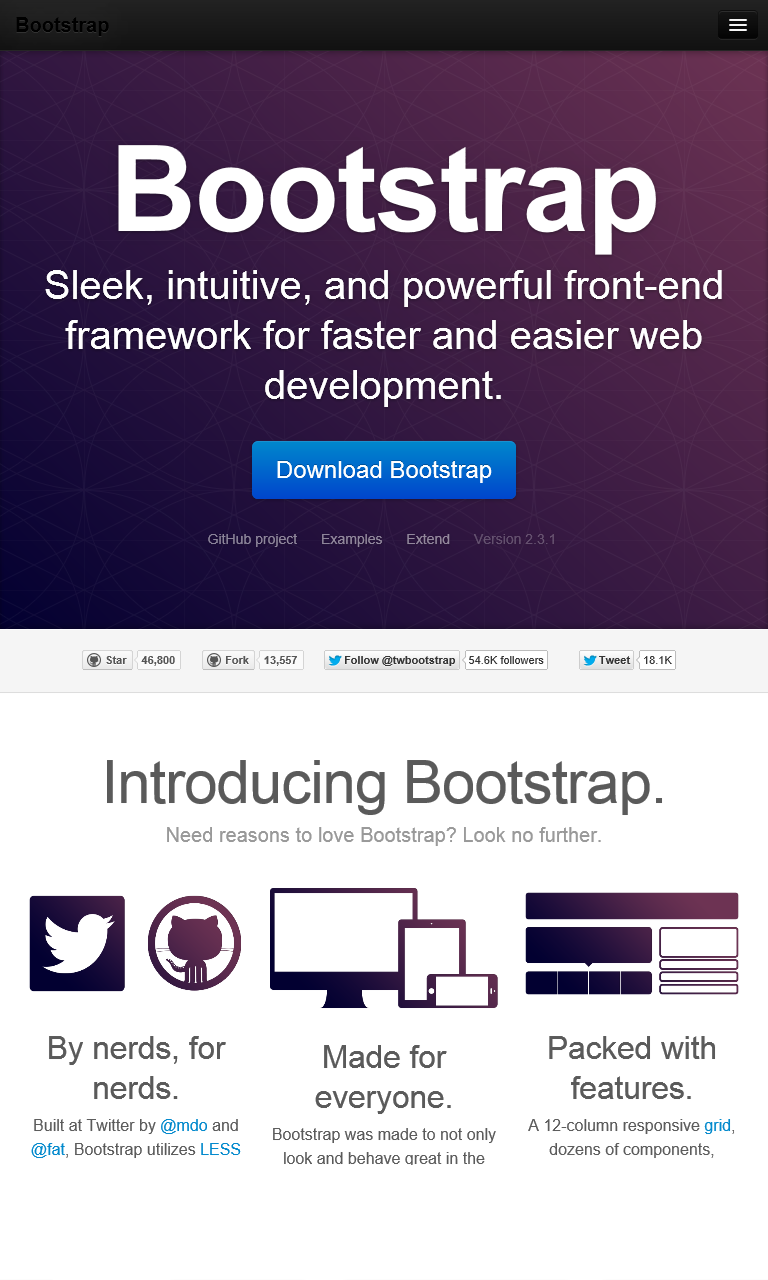 Bootstrap
Bootstrap
Sleek, intuitive, and powerful front-end
framework for faster and easier web
development.
Download Bootstrap
GitHub project Examples Extend Version 2.3.1
Star 46,800 Fork 13,557 Follow @twbootstrap 54.6K followers Tweet 18.1K
Introducing Bootstrap.
Need reasons to love Bootstrap? Look no further.
By nerds, for
nerds.
Built at Twitter by @mdo and
@fat, Bootstrap utilizes LESS
Made for
everyone.
Bootstrap was made to not only
look and behave great in the
Packed with
features.
A 12-column responsive grid,
dozens of components,